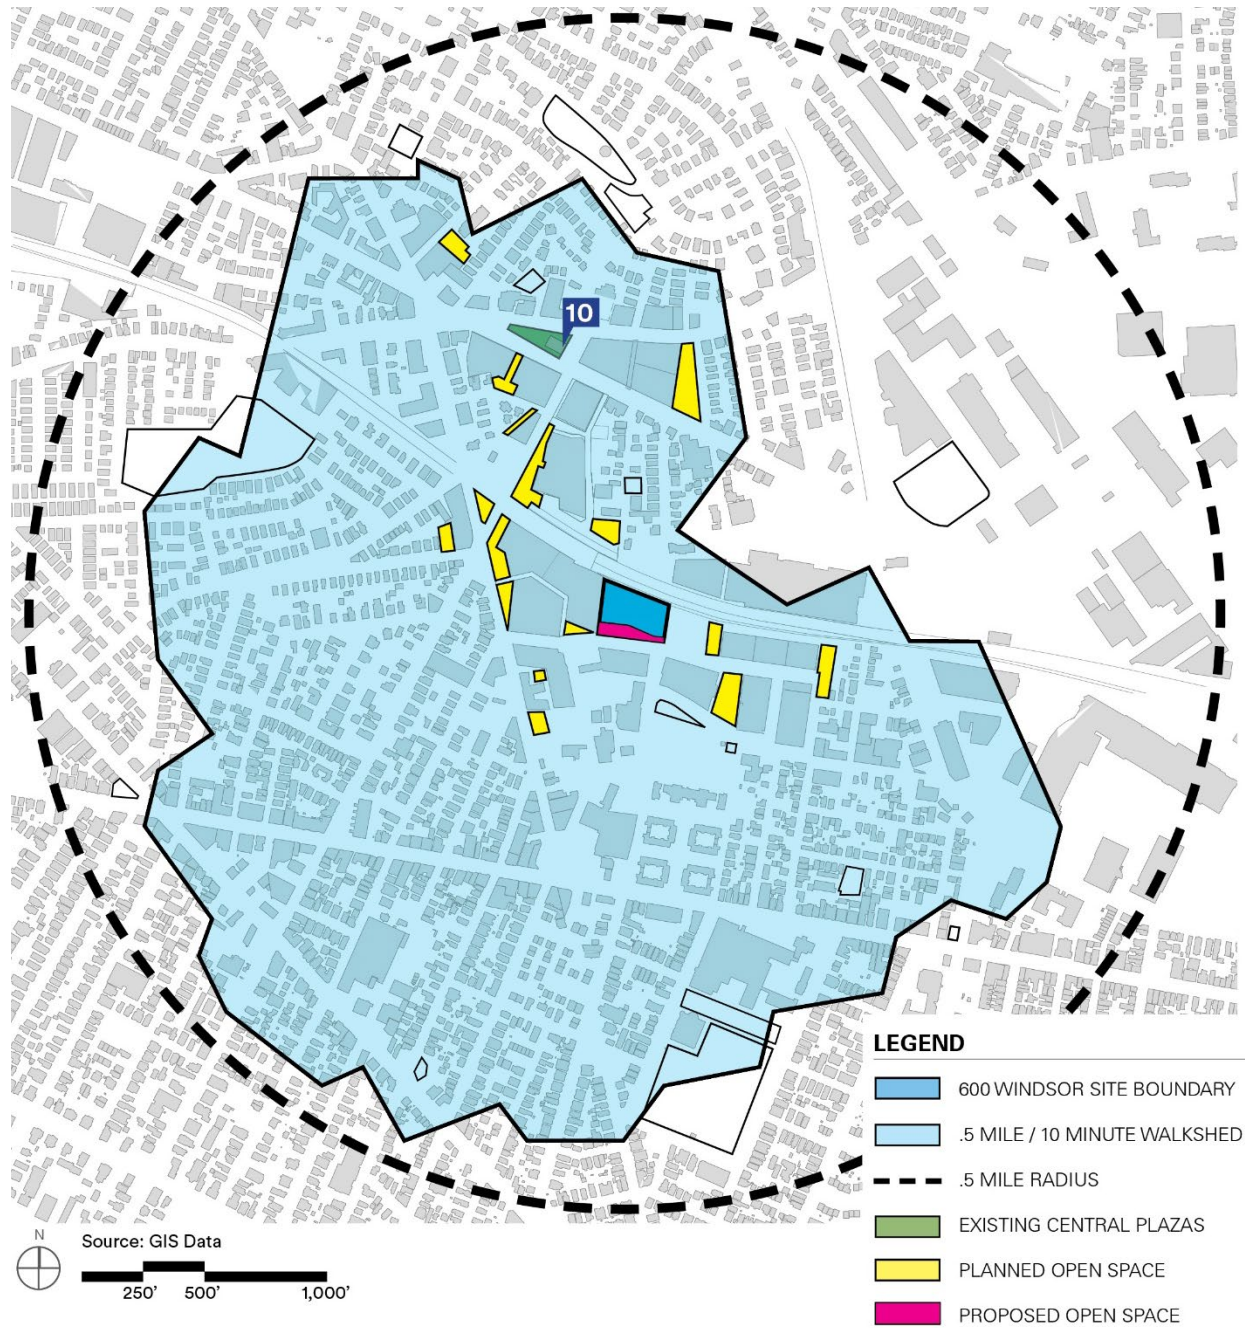 10
LEGEND
600 WINDSOR SITE BOUNDARY
.5 MILE / 10 MINUTE WALKSHED
.5 MILE RADIUS
EXISTING CENTRAL PLAZAS
PLANNED OPEN SPACE
PROPOSED OPEN SPACE
N
Source: GIS Data
250' 500' 1,000'